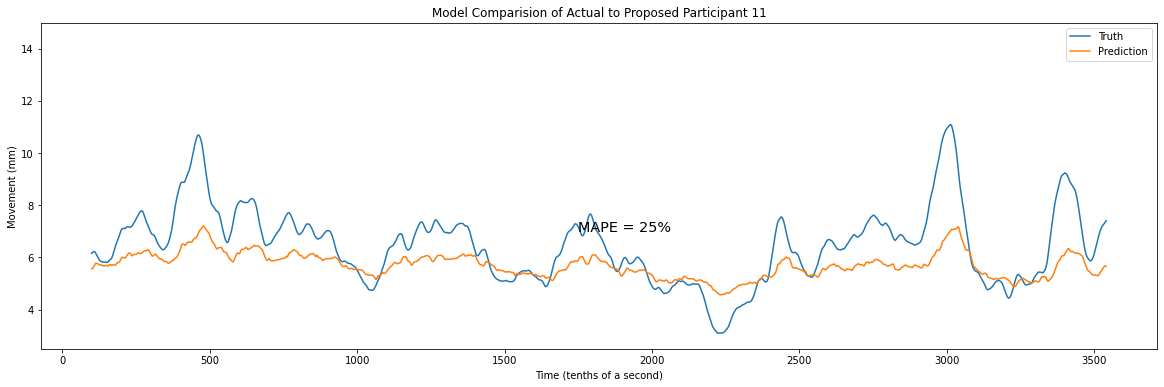 Model Comparision of Actual to Proposed Participant 11
Truth
Prediction
14
12
10
8
6
4
Movement (mm)
MAPE = 25%
0
500
1000
1500
2000
2500
3000
3500
Time (tenths of a second)